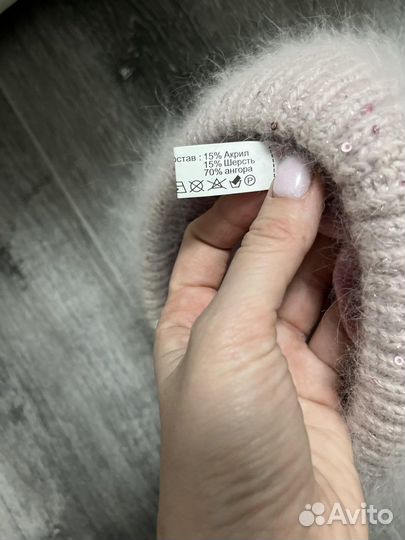 остав : 15% Акрил
15% Шерсть
70% ангора
P
Avito